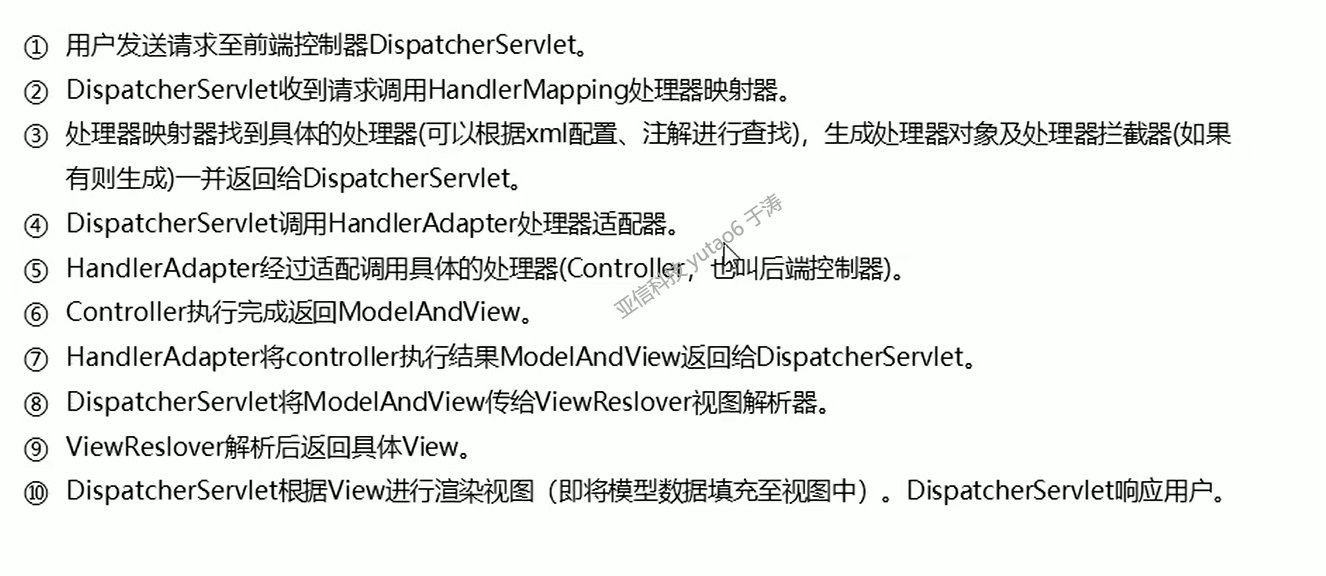 ① 用户发送请求至前端控制器DispatcherServlet。
② DispatcherServlet收到请求调用HandlerMapping处理器映射器。
③ 处理器映射器找到具体的处理器(可以根据xml配置、注解进行查找)，生成处理器对象及处理器拦截器(如果
有则生成)一并返回给DispatcherServlet。
④ DispatcherServlet调用HandlerAdapter处理器适配器。
⑤ HandlerAdapter经过适配调用具体的处理器(Controller，也叫后端控制器)。
⑥ Controller执行完成返回ModelAndView。
⑦ HandlerAdapter将controller执行结果ModelAndView返回给DispatcherServlet。
⑧ DispatcherServlet将ModelAndView传给ViewReslover视图解析器。
⑨ ViewReslover解析后返回具体View。
⑩ DispatcherServlet根据View进行渲染视图（即将模型数据填充至视图中）。DispatcherServlet响应用户。
亚信科技 yutao6 于涛